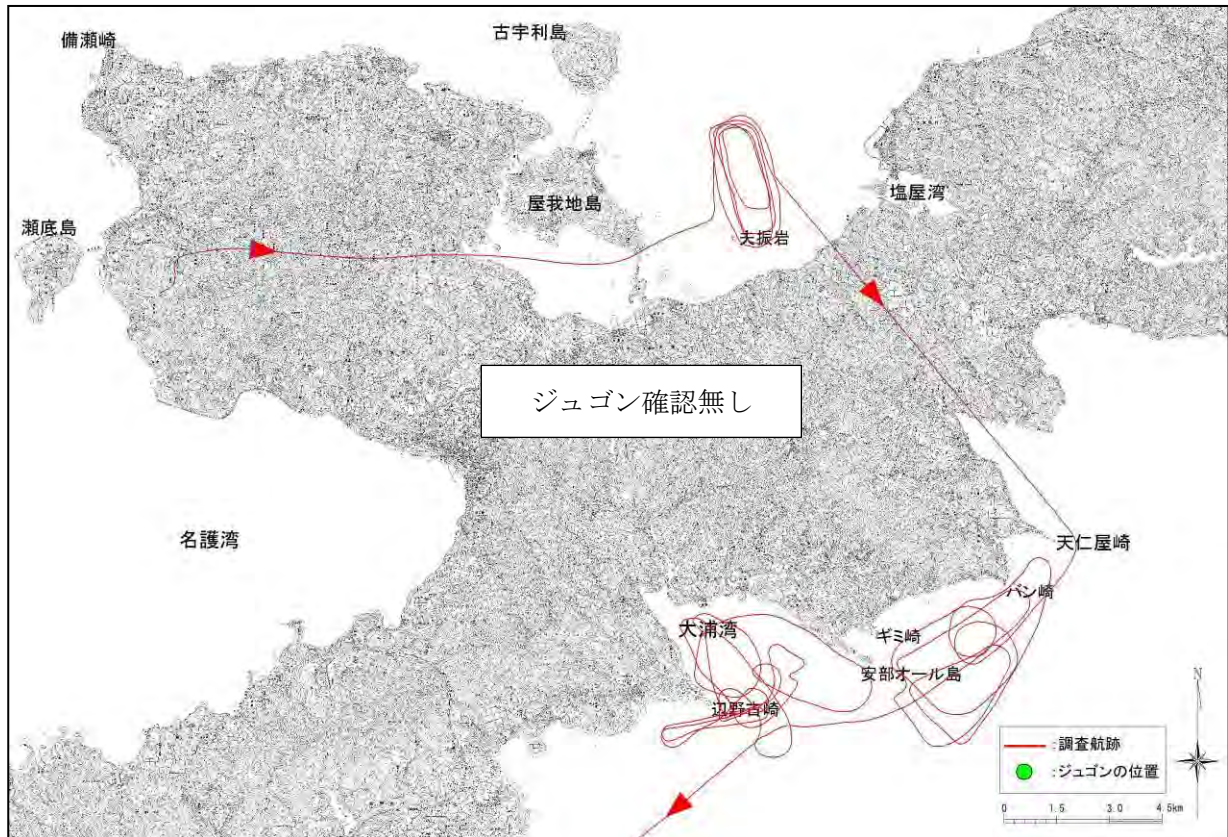 備瀬崎
古宇利島
塩屋湾
屋我地島
瀬底島
夫振岩
ジュゴン確認無し
名護湾
天仁屋崎
バン崎
大浦湾
ギミ崎
安部オール島
辺野古崎
N
:調査航跡
:ジュゴンの位置
0 1.5 3.0 4.5km